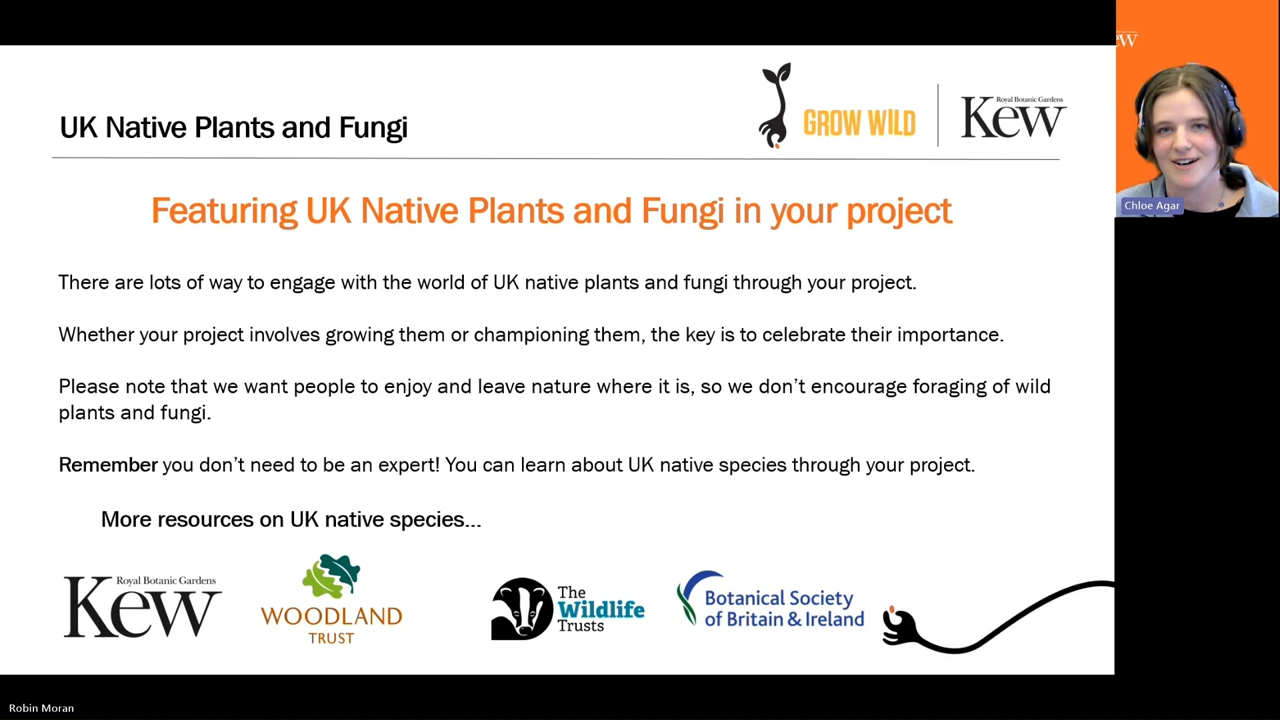 UK Native Plants and Fungi
GROW WILD
Royal Botanic Gardens
Kew
ew
Chloe Agar
Featuring UK Native Plants and Fungi in your project
There are lots of way to engage with the world of UK native plants and fungi through your project.
Whether your project involves growing them or championing them, the key is to celebrate their importance.
Please note that we want people to enjoy and leave nature where it is, so we don't encourage foraging of wild
plants and fungi.
Remember you don't need to be an expert! You can learn about UK native species through your project.
More resources on UK native species...
Royal Botanic Gardens
Kew
WOODLAND
TRUST
The
Wildlife
Trusts
Botanical Society
of Britain & Ireland
Robin Moran